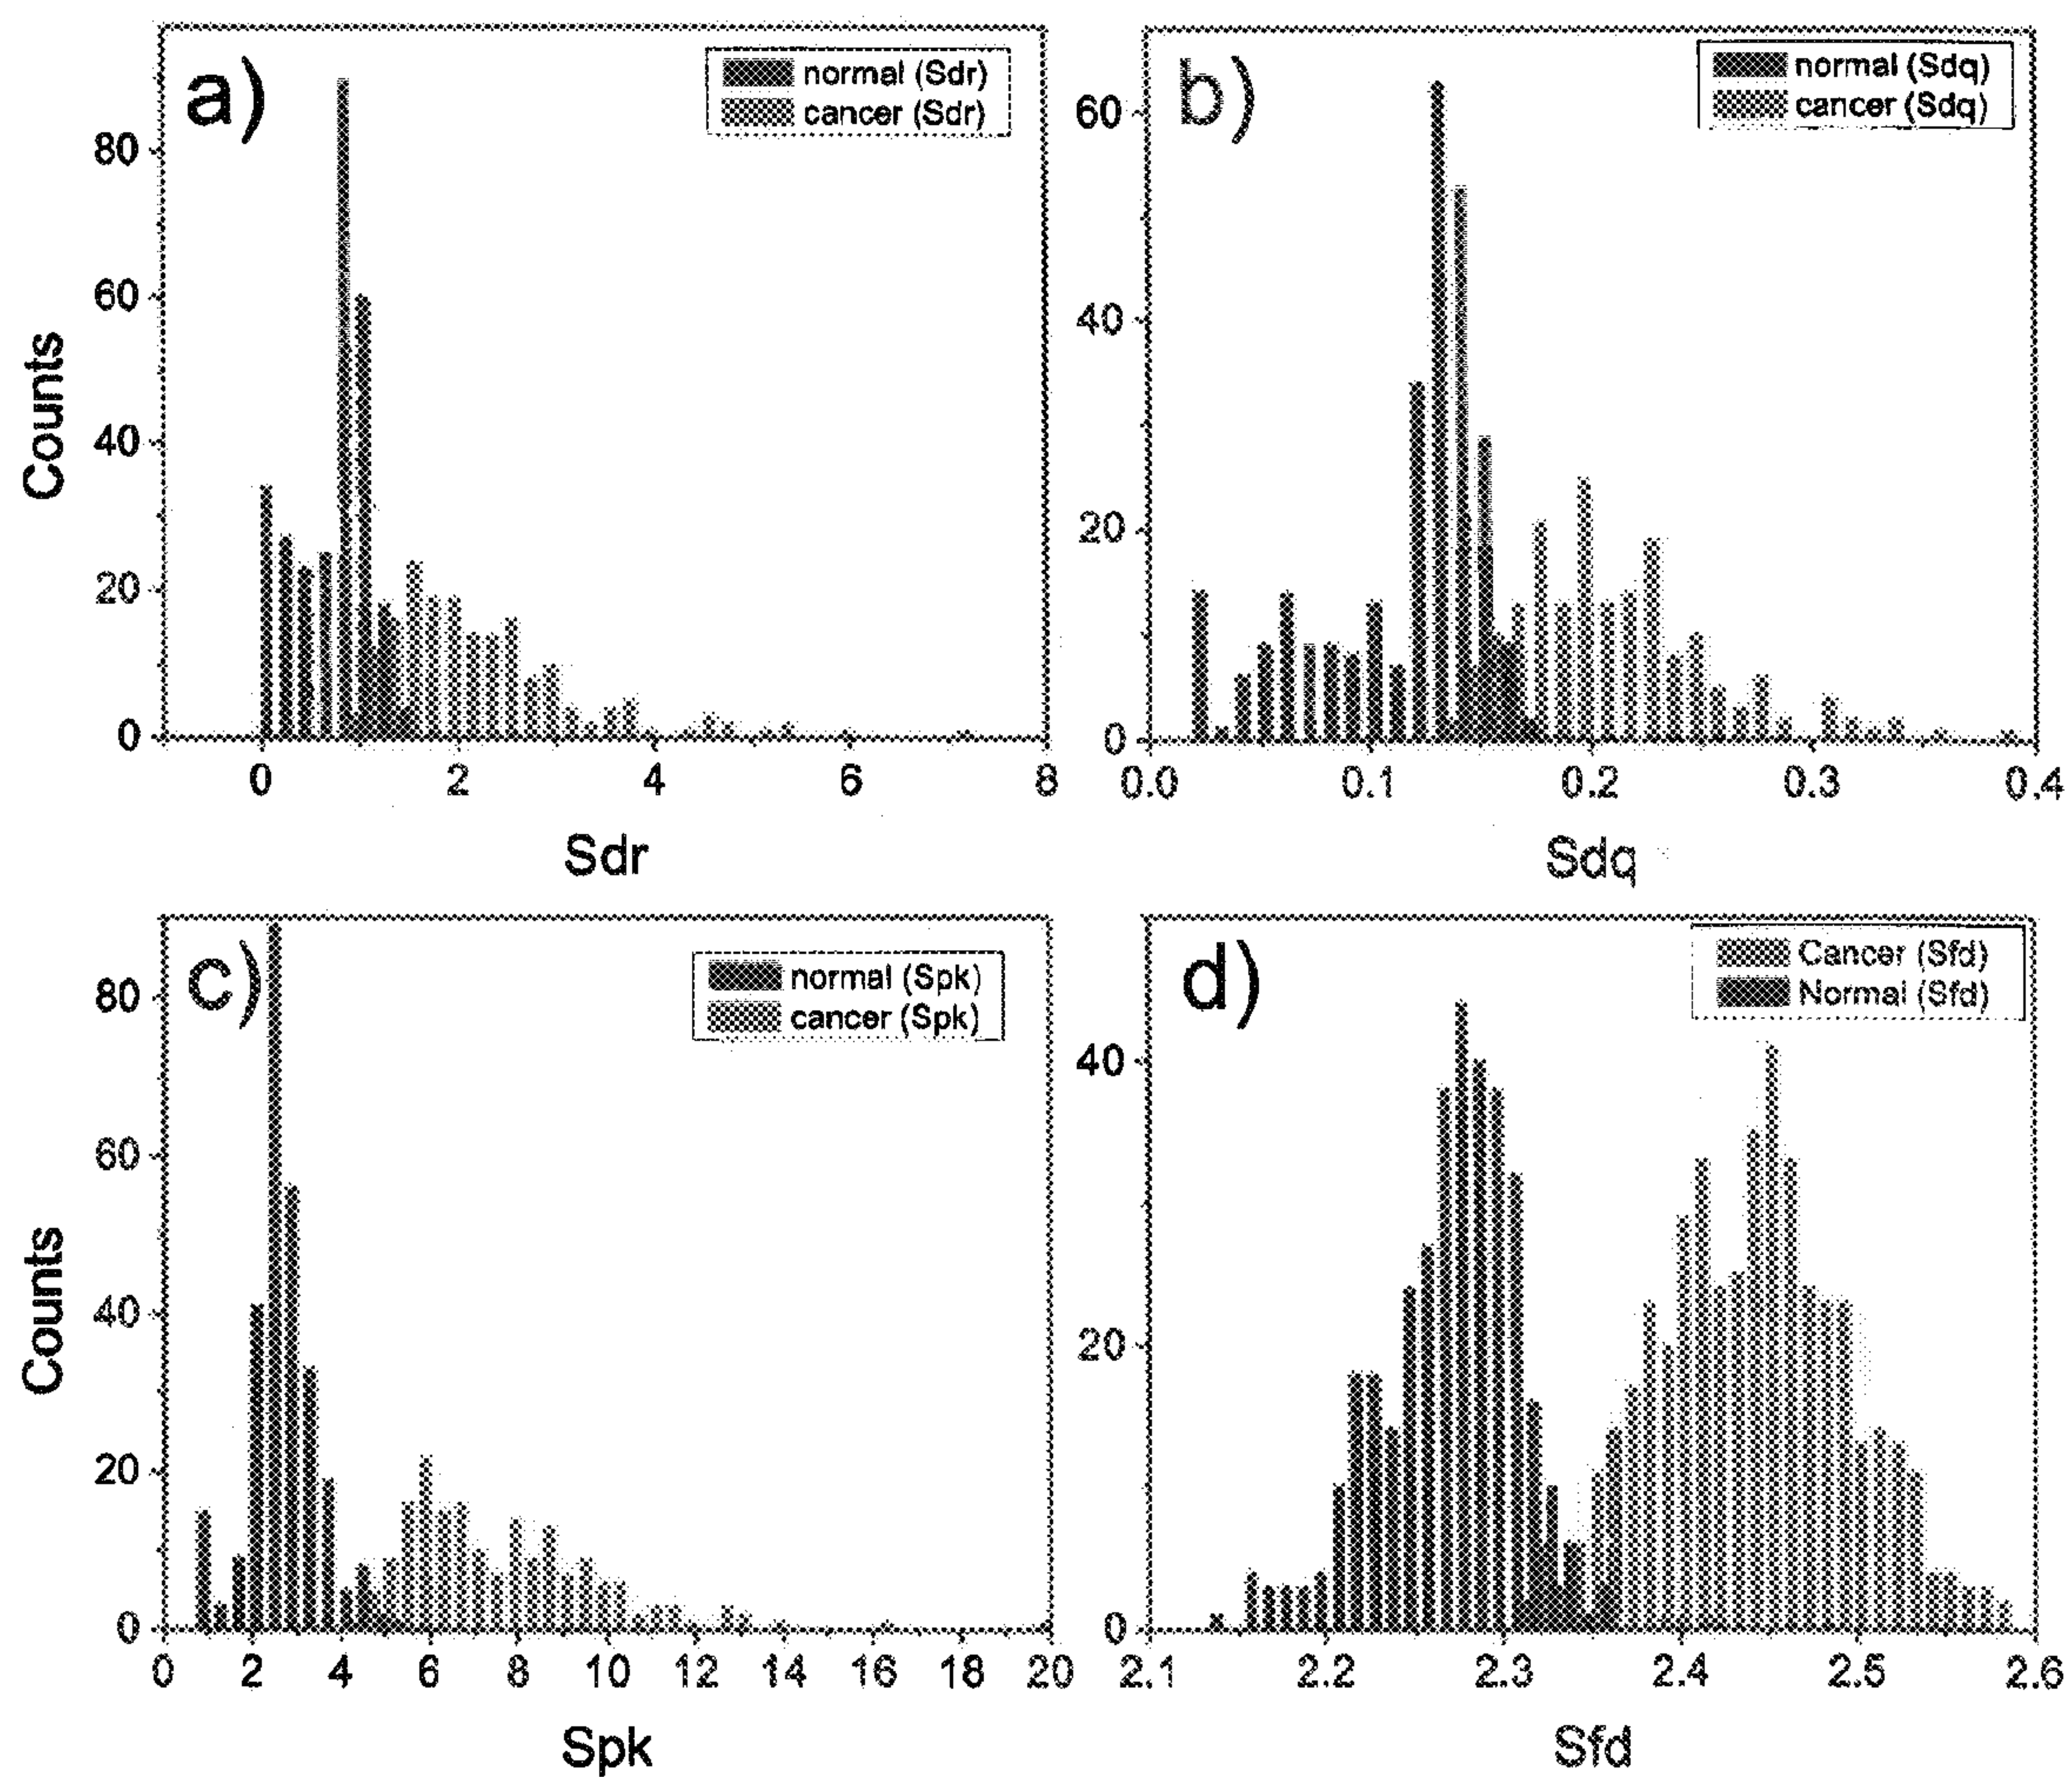 a)
normal (Sdr)
cancer (Sdr)
Counts
80
60
40
20
0
0 2 4 6 8
Sdr
b)
normal (Sdq)
cancer (Sdq)
60
40
20
0
0.0 0.1 0.2 0.3 0.4
Sdq
c)
normal (Spk)
cancer (Spk)
Counts
80
60
40
20
0
0 2 4 6 8 10 12 14 16 18 20
Spk
d)
Cancer (Sfd)
Normal (Sfd)
40
20
0
2.1 2.2 2.3 2.4 2.5 2.6
Sfd